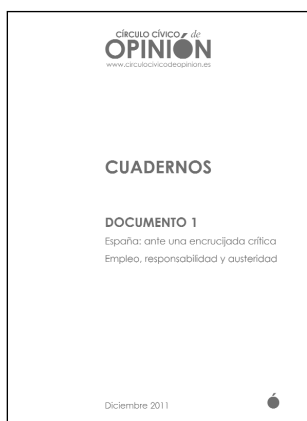 CÍRCULO CÍVICO de
OPINIÓN
www.circulocivicodeopinion.es
CUADERNOS
DOCUMENTO 1
España: ante una encrucijada crítica
Empleo, responsabilidad y austeridad
Diciembre 2011